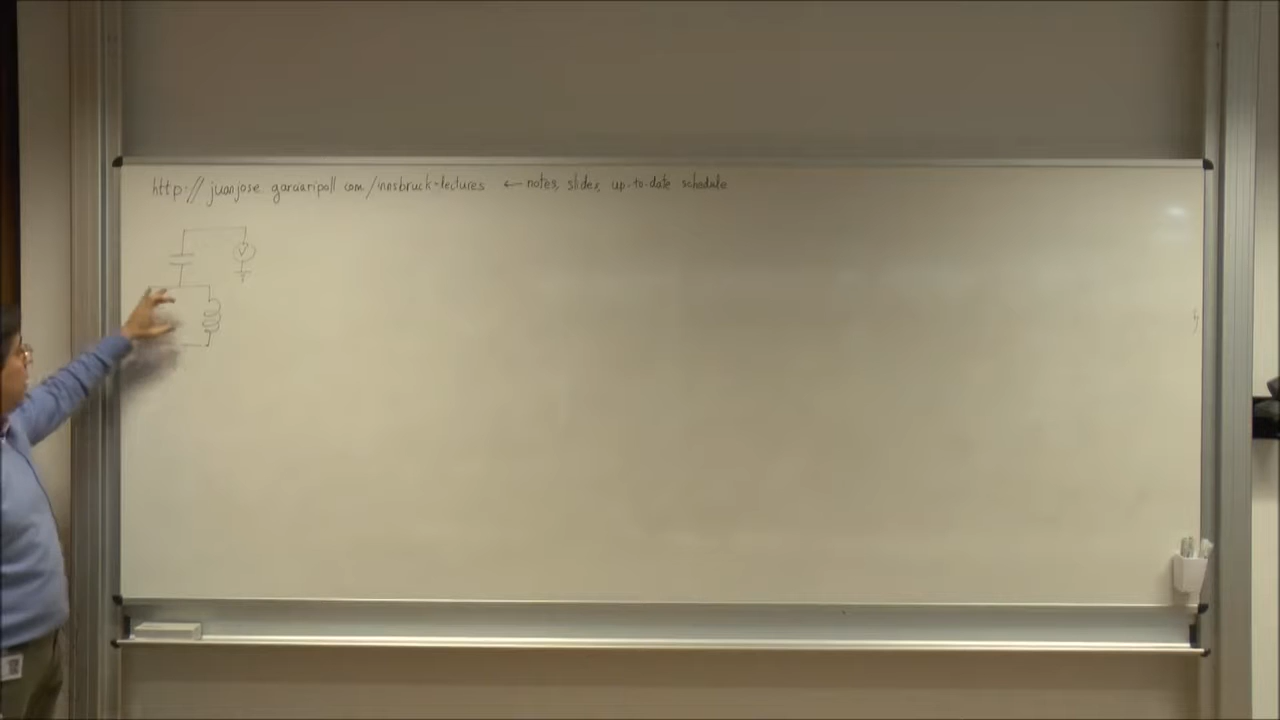 http://juanjose.garciaripoll.com/innsbruck-lectures ← notes, slides, up-to-date schedule
V